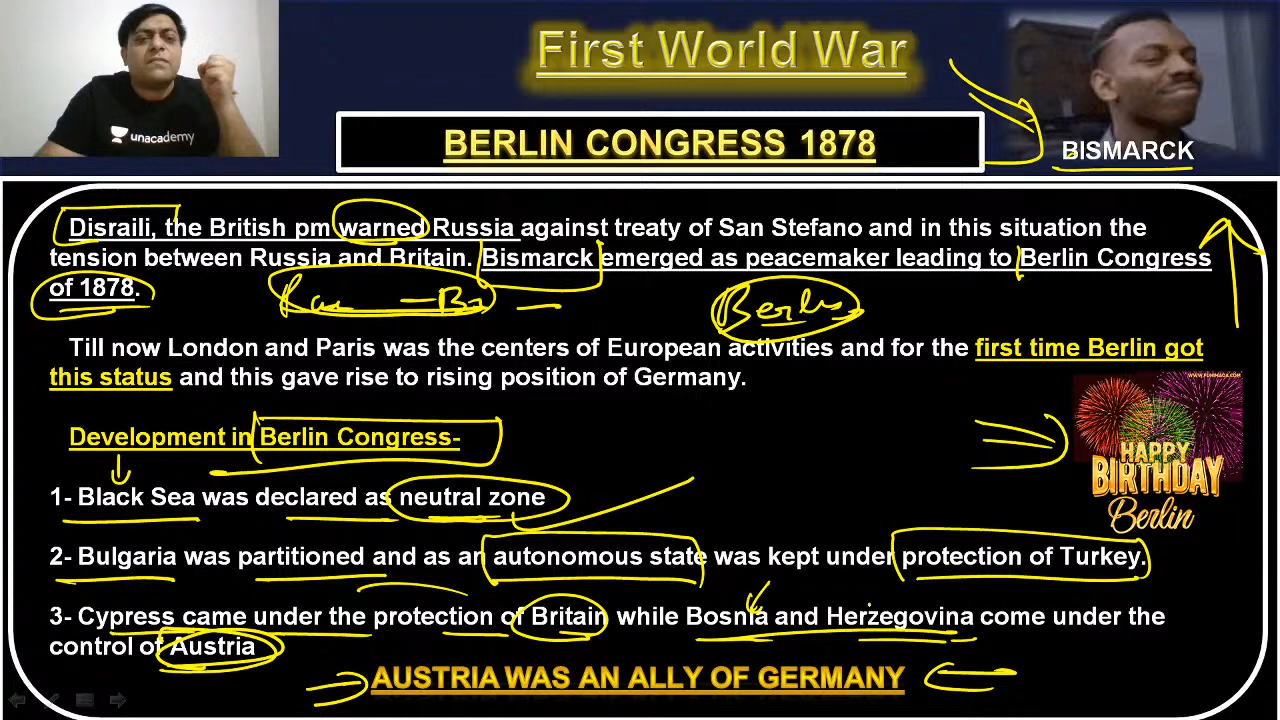 First World War
unacademy
BERLIN CONGRESS 1878
BISMARCK
Disraili, the British pm warned Russia against treaty of San Stefano and in this situation the
tension between Russia and Britain. Bismarck emerged as peacemaker leading to Berlin Congress
of 1878.
Berlin
Till now London and Paris was the centers of European activities and for the first time Berlin got
this status and this gave rise to rising position of Germany.
WWW.FUNIMADA.COM
HAPPY
BIRTHDAY
Berlin
Development in Berlin Congress-
1- Black Sea was declared as neutral zone
2- Bulgaria was partitioned and as an autonomous state was kept under protection of Turkey.
3- Cypress came under the protection of Britain while Bosnia and Herzegovina come under the
control of Austria
AUSTRIA WAS AN ALLY OF GERMANY